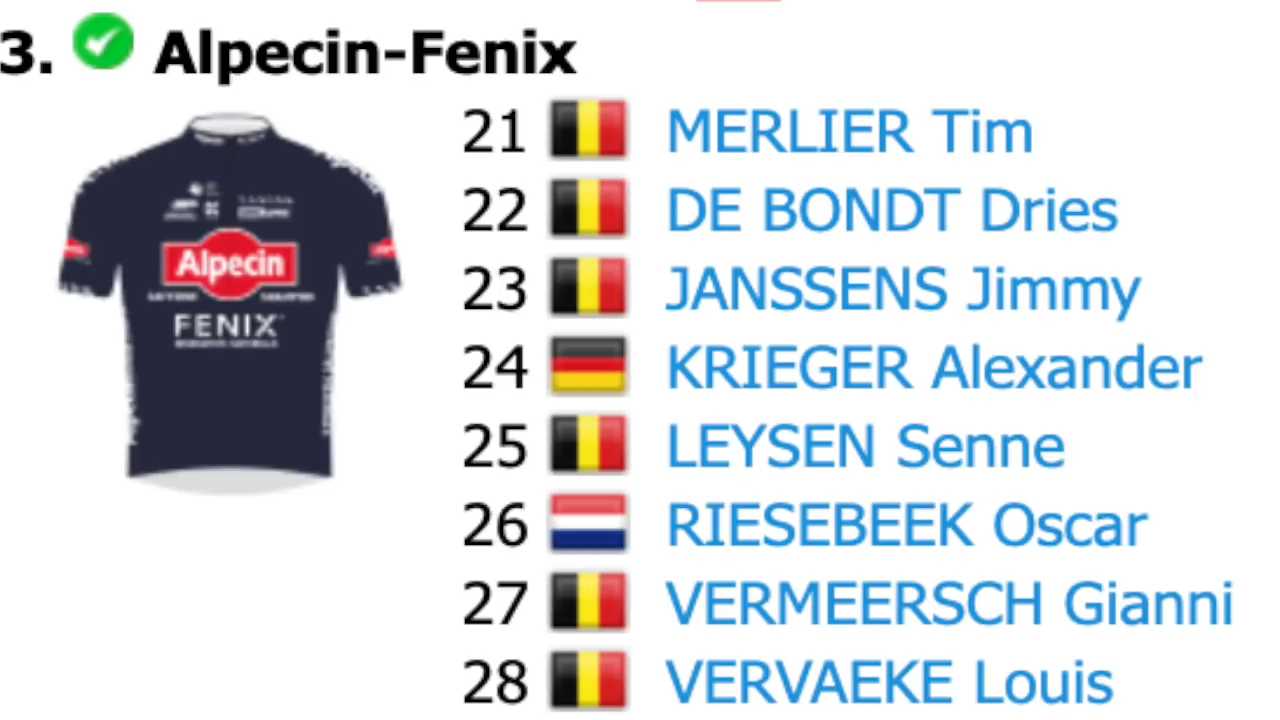 3. Alpecin-Fenix
21 MERLIER Tim
22 DE BONDT Dries
23 JANSSENS Jimmy
24 KRIEGER Alexander
25 LEYSEN Senne
26 RIESEBEEK Oscar
27 VERMEERSCH Gianni
28 VERVAEKE Louis
Alpecin
FENIX